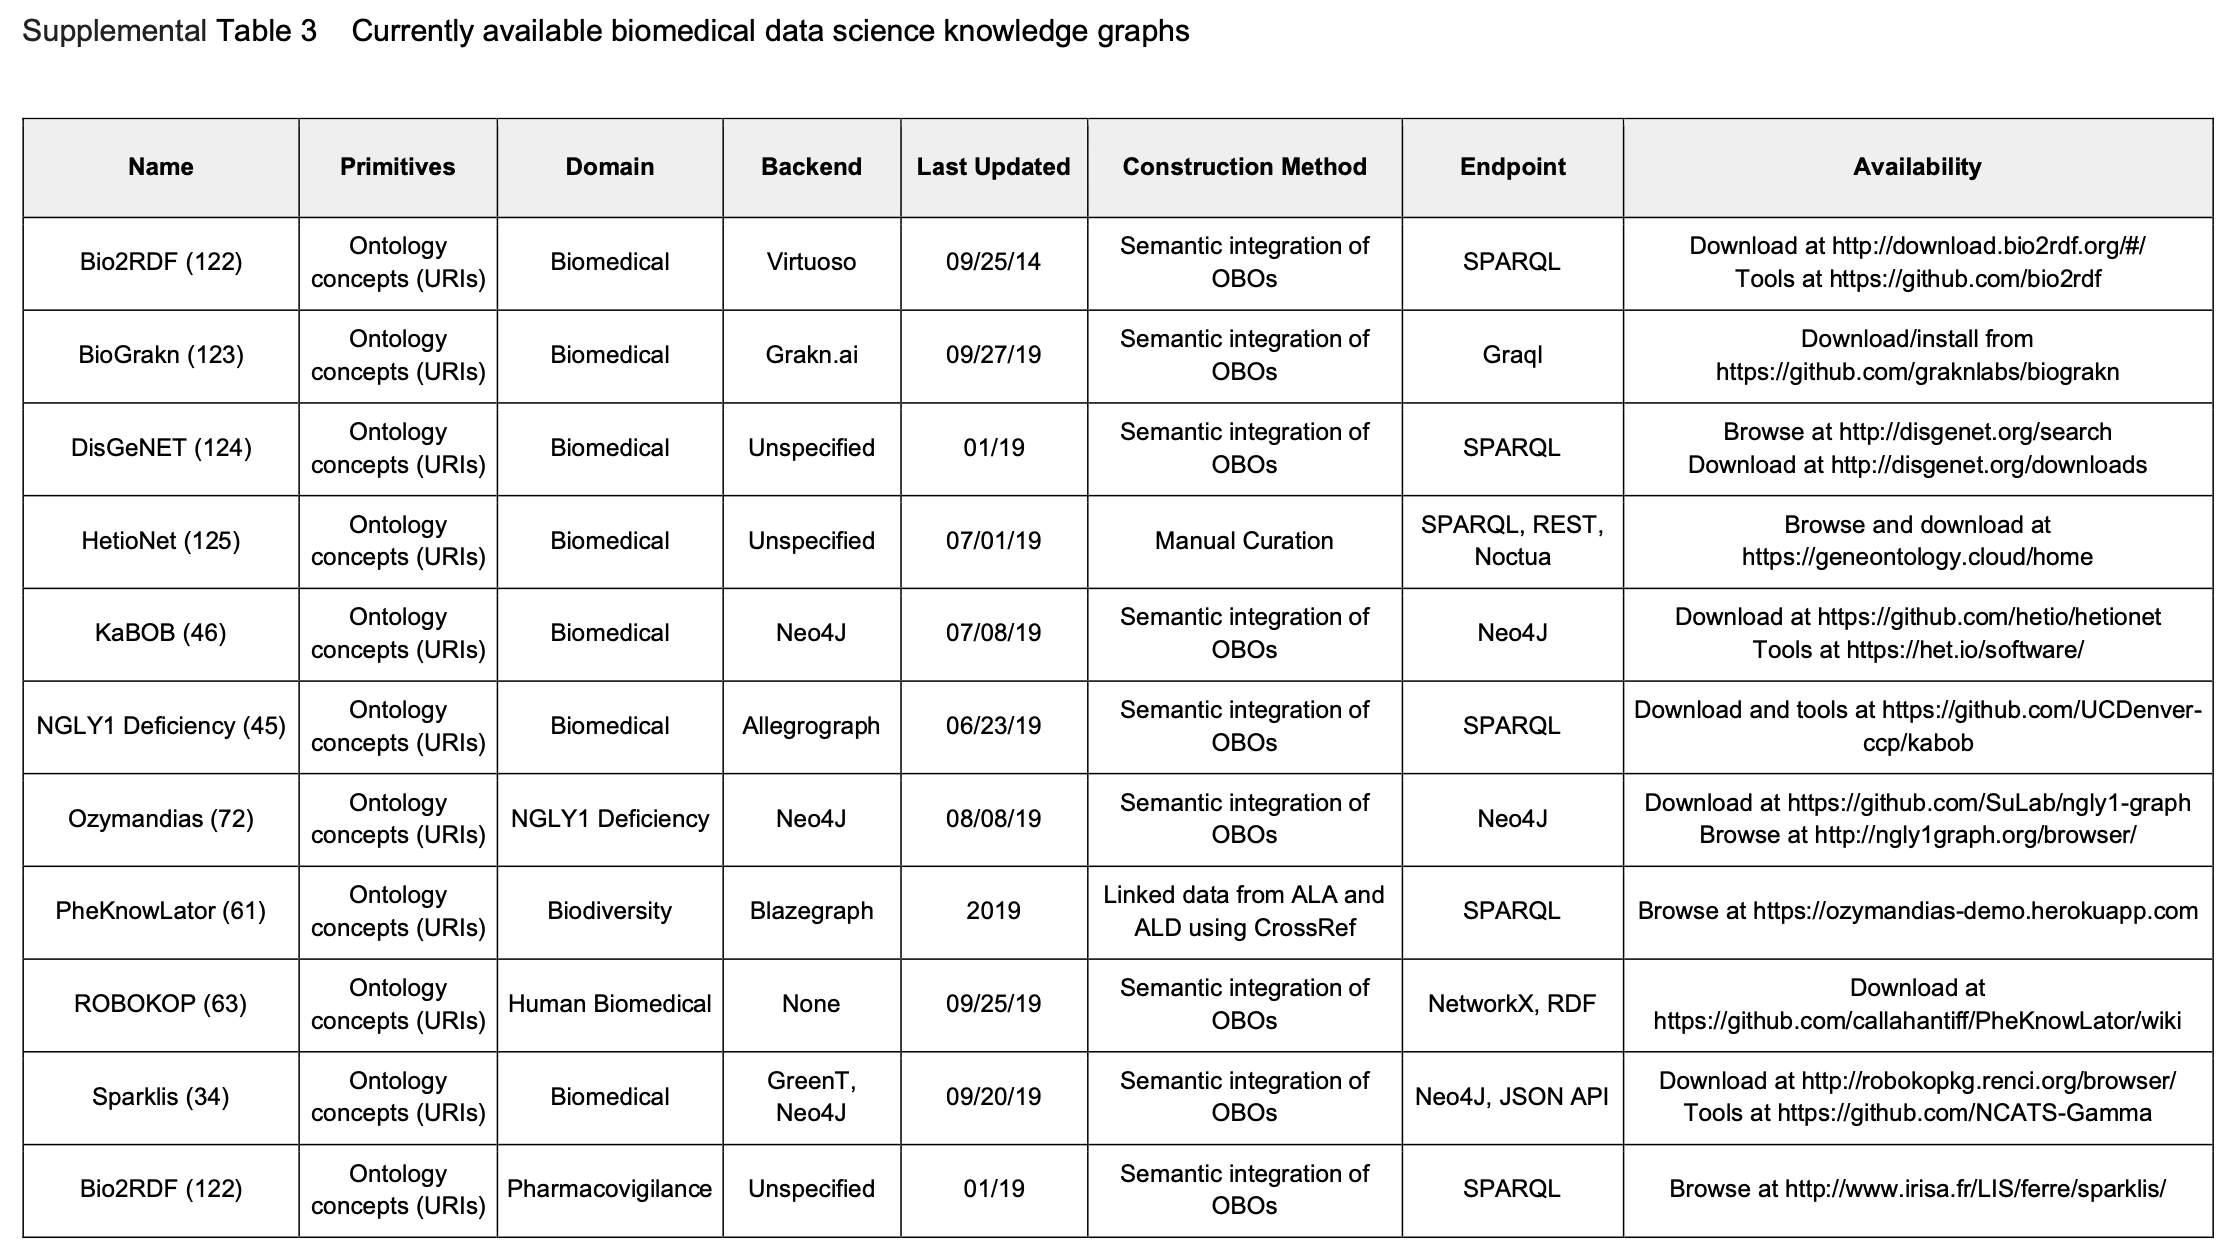 Supplemental Table 3 Currently available biomedical data science knowledge graphs
Name Primitives Domain Backend Last Updated Construction Method Endpoint Availability
Bio2RDF (122) Ontology concepts (URIs) Biomedical Virtuoso 09/25/14 Semantic integration of OBOs SPARQL Download at http://download.bio2rdf.org/#/ Tools at https://github.com/bio2rdf
BioGrakn (123) Ontology concepts (URIs) Biomedical Grakn.ai 09/27/19 Semantic integration of OBOs Graql Download/install from https://github.com/graknlabs/biograkn
DisGeNET (124) Ontology concepts (URIs) Biomedical Unspecified 01/19 Semantic integration of OBOs SPARQL Browse at http://disgenet.org/search Download at http://disgenet.org/downloads
HetioNet (125) Ontology concepts (URIs) Biomedical Unspecified 07/01/19 Manual Curation SPARQL, REST, Noctua Browse and download at https://geneontology.cloud/home
KaBOB (46) Ontology concepts (URIs) Biomedical Neo4J 07/08/19 Semantic integration of OBOs Neo4J Download at https://github.com/hetio/hetionet Tools at https://het.io/software/
NGLY1 Deficiency (45) Ontology concepts (URIs) Biomedical Allegrograph 06/23/19 Semantic integration of OBOs SPARQL Download and tools at https://github.com/UCDenver-ccp/kabob
Ozymandias (72) Ontology concepts (URIs) NGLY1 Deficiency Neo4J 08/08/19 Semantic integration of OBOs Neo4J Download at https://github.com/SuLab/ngly1-graph Browse at http://ngly1graph.org/browser/
PheKnowLator (61) Ontology concepts (URIs) Biodiversity Blazegraph 2019 Linked data from ALA and ALD using CrossRef SPARQL Browse at https://ozymandias-demo.herokuapp.com
ROBOKOP (63) Ontology concepts (URIs) Human Biomedical None 09/25/19 Semantic integration of OBOs NetworkX, RDF Download at https://github.com/callahantiff/PheKnowLator/wiki
Sparklis (34) Ontology concepts (URIs) Biomedical GreenT, Neo4J 09/20/19 Semantic integration of OBOs Neo4J, JSON API Download at http://robokopkg.renci.org/browser/ Tools at https://github.com/NCATS-Gamma
Bio2RDF (122) Ontology concepts (URIs) Pharmacovigilance Unspecified 01/19 Semantic integration of OBOs SPARQL Browse at http://www.irisa.fr/LIS/ferre/sparklis/